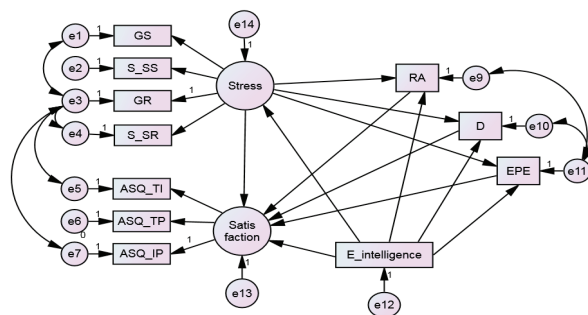 e14
1
e1
1
GS
e2
1
S_SS
e3
1
GR
1
e4
1
S_SR
Stress
RA
1
e9
D
1
e10
EPE
1
e11
e5
1
ASQ_TI
e6
0
1
ASQ_TP
e7
1
ASQ_IP
1
Satis
faction
E_intelligence
1
e13
1
e12